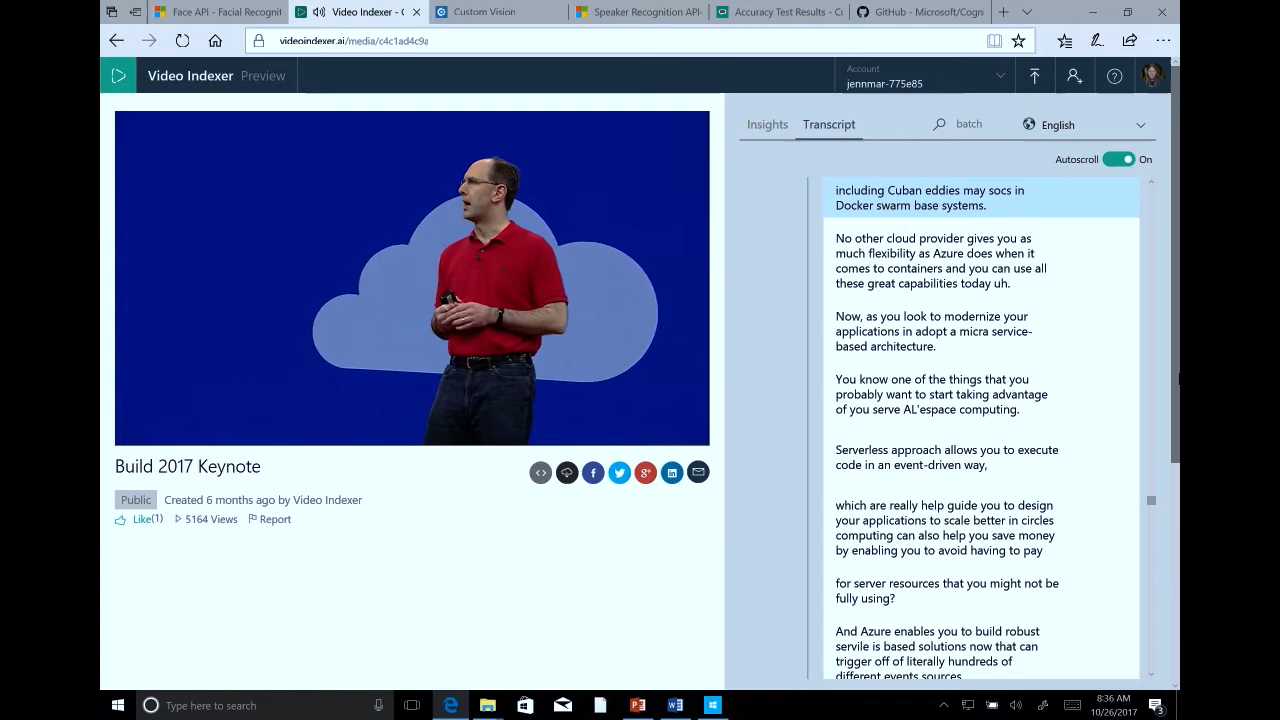 Face API - Facial Recognit
Video Indexer - C
Custom Vision
Speaker Recognition API-
Accuracy Test Results - Cu
GitHub - Microsoft/Cogn
videoindexer.ai/media/c4c1ad4c9a
Video Indexer Preview
Account
jennmar-775e85
Insights Transcript batch English
Autoscroll On
including Cuban eddies may socs in
Docker swarm base systems.
No other cloud provider gives you as
much flexibility as Azure does when it
comes to containers and you can use all
these great capabilities today uh.
Now, as you look to modernize your
applications in adopt a micra service-
based architecture.
You know one of the things that you
probably want to start taking advantage
of you serve AL'espace computing.
Serverless approach allows you to execute
code in an event-driven way,
which are really help guide you to design
your applications to scale better in circles
computing can also help you save money
by enabling you to avoid having to pay
for server resources that you might not be
fully using?
And Azure enables you to build robust
servile is based solutions now that can
trigger off of literally hundreds of
different events sources
Build 2017 Keynote
Public Created 6 months ago by Video Indexer
Like(1) 5164 Views Report
Type here to search
8:36 AM
10/26/2017
3